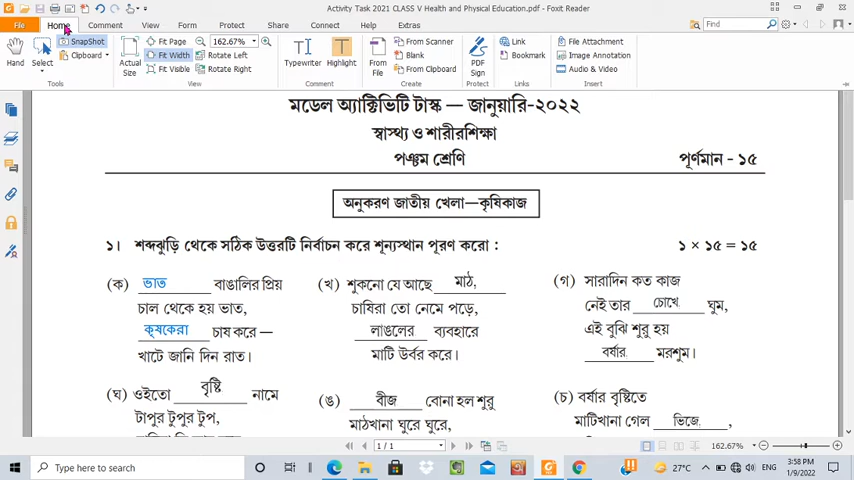 Activity Task 2021 CLASS V Health and Physical Education.pdf - Foxit Reader
File Home Comment View Form Protect Share Connect Help Extras
Find
Hand
Select
SnapShot
Clipboard
Tools
Actual Size
Fit Page
Fit Width
Fit Visible
162.67%
Rotate Left
Rotate Right
View
Typewriter
Highlight
Comment
From File
From Scanner
Blank
From Clipboard
Create
PDF Sign
Protect
Link
Bookmark
Links
File Attachment
Image Annotation
Audio & Video
Insert
মডেল অ্যাক্টিভিটি টাস্ক — জানুয়ারি-২০২২
স্বাস্থ্য ও শারীরশিক্ষা
পঞ্চম শ্রেণি
পূর্ণমান - ১৫
অনুকরণ জাতীয় খেলা—কৃষিকাজ
১। শব্দঝুড়ি থেকে সঠিক উত্তরটি নির্বাচন করে শূন্যস্থান পূরণ করো :
১ × ১৫ = ১৫
(ক) ভাত বাঙালির প্রিয়
চাল থেকে হয় ভাত,
কৃষকেরা চাষ করে —
খাটে জানি দিন রাত।
(খ) শুকনো যে আছে মাঠ,
চাষিরা তো নেমে পড়ে,
লাঙলের ব্যবহারে
মাটি উর্বর করে।
(গ) সারাদিন কত কাজ
নেই তার চোখে ঘুম,
এই বুঝি শুরু হয়
বর্ষার মরশুম।
(ঘ) ওইতো বৃষ্টি নামে
টাপুর টুপুর টুপ,
(ঙ) বীজ বোনা হল শুরু
মাঠখানা ঘুরে ঘুরে,
(চ) বর্ষার বৃষ্টিতে
মাটিখানা গেল ভিজে,
1 / 1
162.67%
Type here to search
27°C
ENG
3:58 PM
1/9/2022